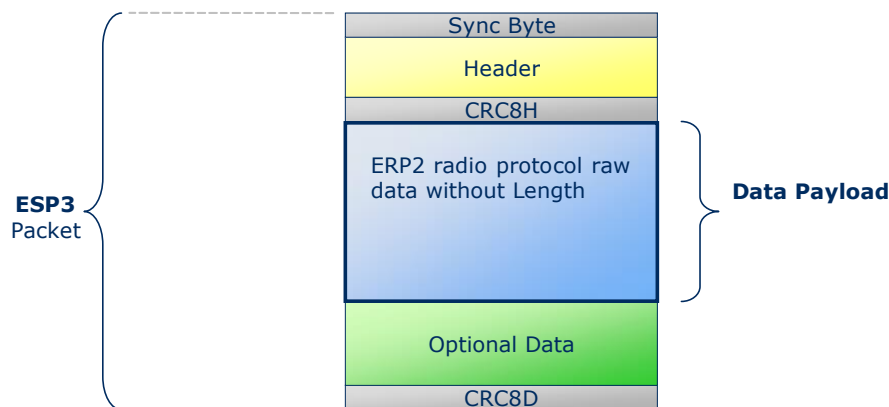 Sync Byte
Header
CRC8H
ERP2 radio protocol raw
data without Length
ESP3
Packet
Data Payload
Optional Data
CRC8D